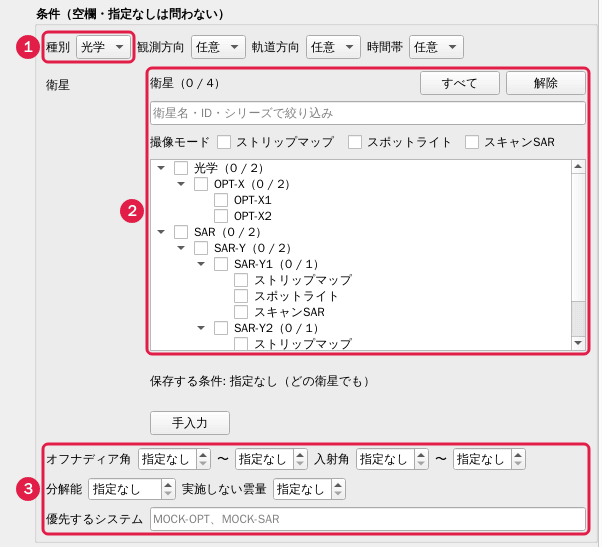 条件（空欄・指定なしは問わない）
1 種別 光学 観測方向 任意 軌道方向 任意 時間帯 任意
衛星 衛星（0 / 4） すべて 解除
衛星名・ID・シリーズで絞り込み
撮像モード ストリップマップ スポットライト スキャンSAR
光学（0 / 2）
OPT-X（0 / 2）
OPT-X1
2 OPT-X2
SAR（0 / 2）
SAR-Y（0 / 2）
SAR-Y1（0 / 1）
ストリップマップ
スポットライト
スキャンSAR
SAR-Y2（0 / 1）
ストリップマップ
保存する条件: 指定なし（どの衛星でも）
手入力
オフナディア角 指定なし 〜 指定なし 入射角 指定なし 〜 指定なし
3 分解能 指定なし 実施しない雲量 指定なし
優先するシステム MOCK-OPT、MOCK-SAR